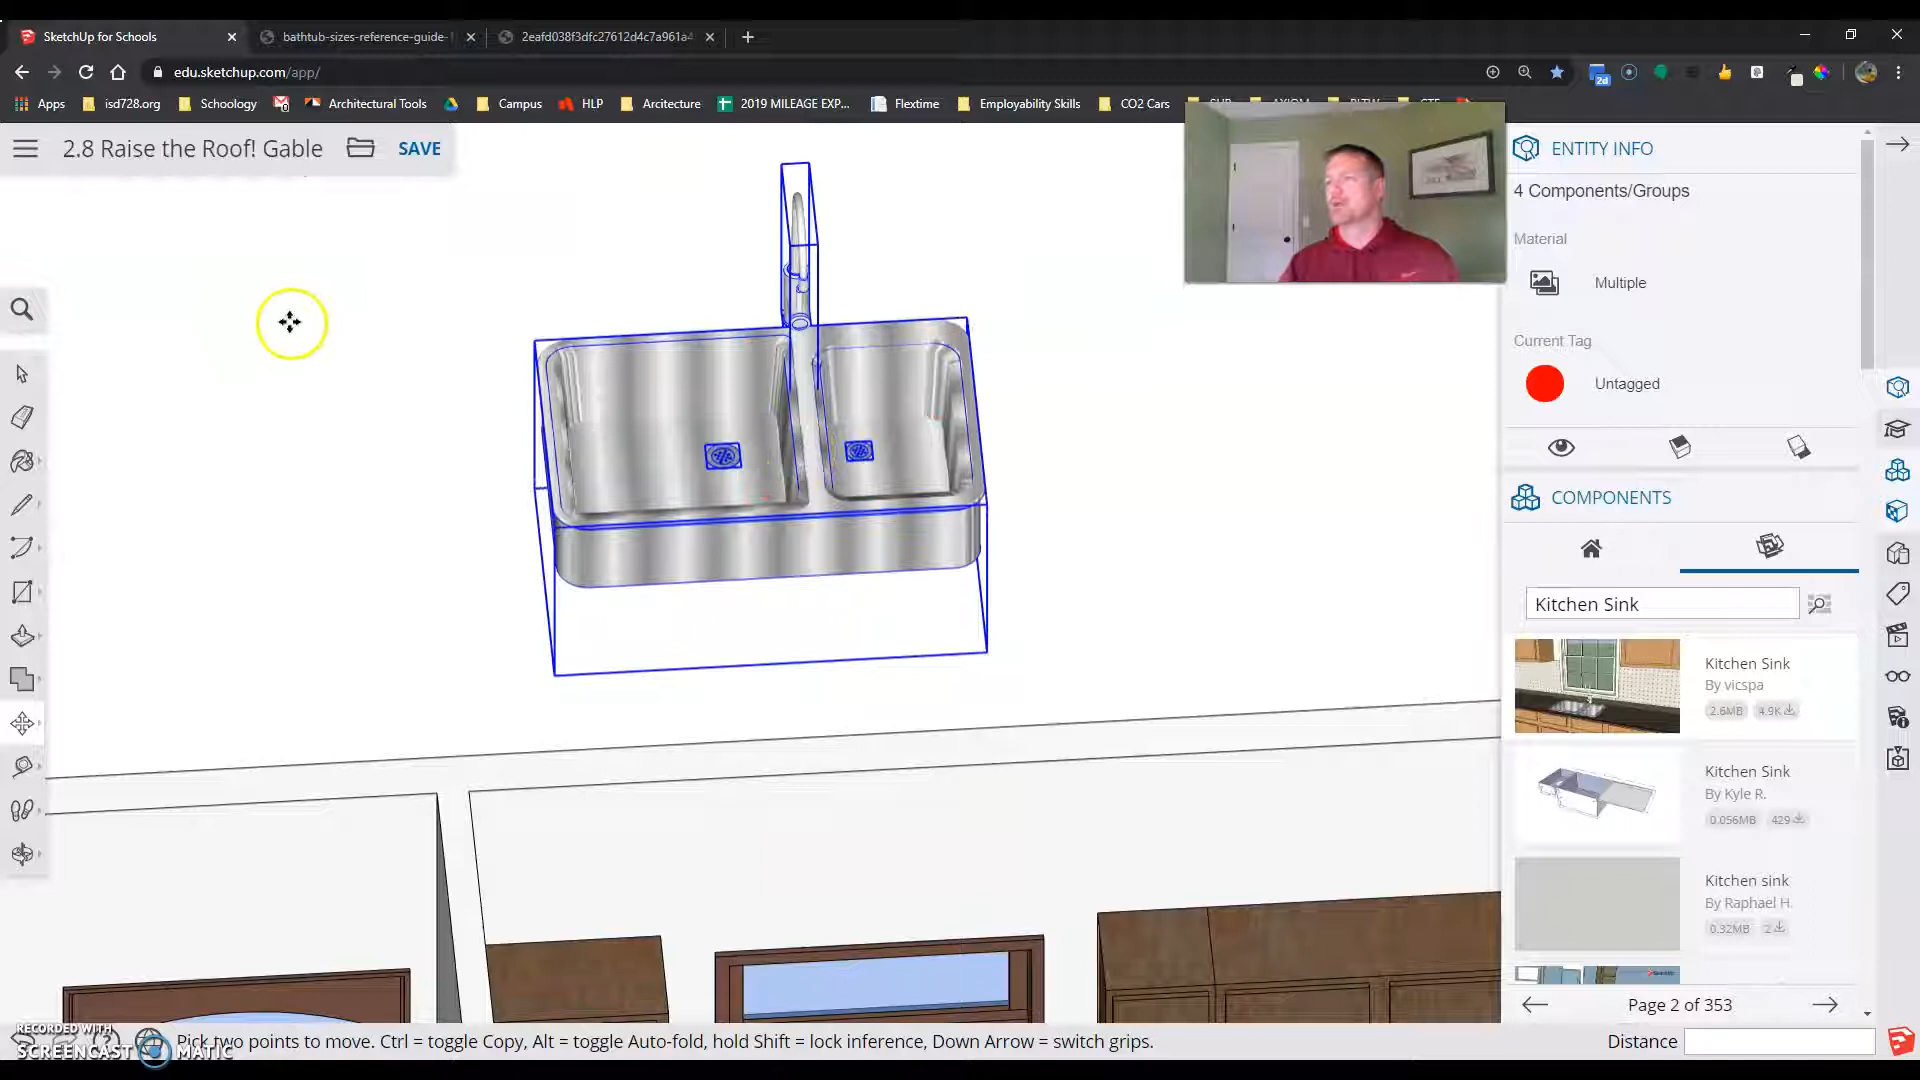 SketchUp for Schools
bathtub-sizes-reference-guide-
2eafd038f3dfc27612d4c7a961a4
edu.sketchup.com/app/
2d
Apps
isd728.org
Schoology
Architectural Tools
Campus
HLP
Arcitecture
2019 MILEAGE EXP...
Flextime
Employability Skills
CO2 Cars
2.8 Raise the Roof! Gable
SAVE
ENTITY INFO
4 Components/Groups
Material
Multiple
Current Tag
Untagged
COMPONENTS
Kitchen Sink
Kitchen Sink
By vicspa
2.6MB 4.9K
Kitchen Sink
By Kyle R.
0.056MB 429
Kitchen sink
By Raphael H.
0.32MB 2
Page 2 of 353
RECORDED WITH
SCREENCAST MATIC
Pick two points to move. Ctrl = toggle Copy, Alt = toggle Auto-fold, hold Shift = lock inference, Down Arrow = switch grips.
Distance